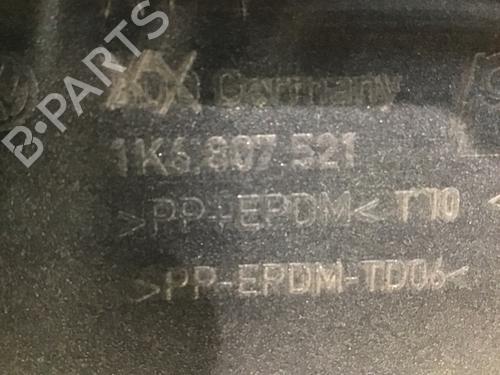 B-PARTS
Germany
1K6.807.521
>PP+EPDM< T10
>PP-EPDM-TD06<